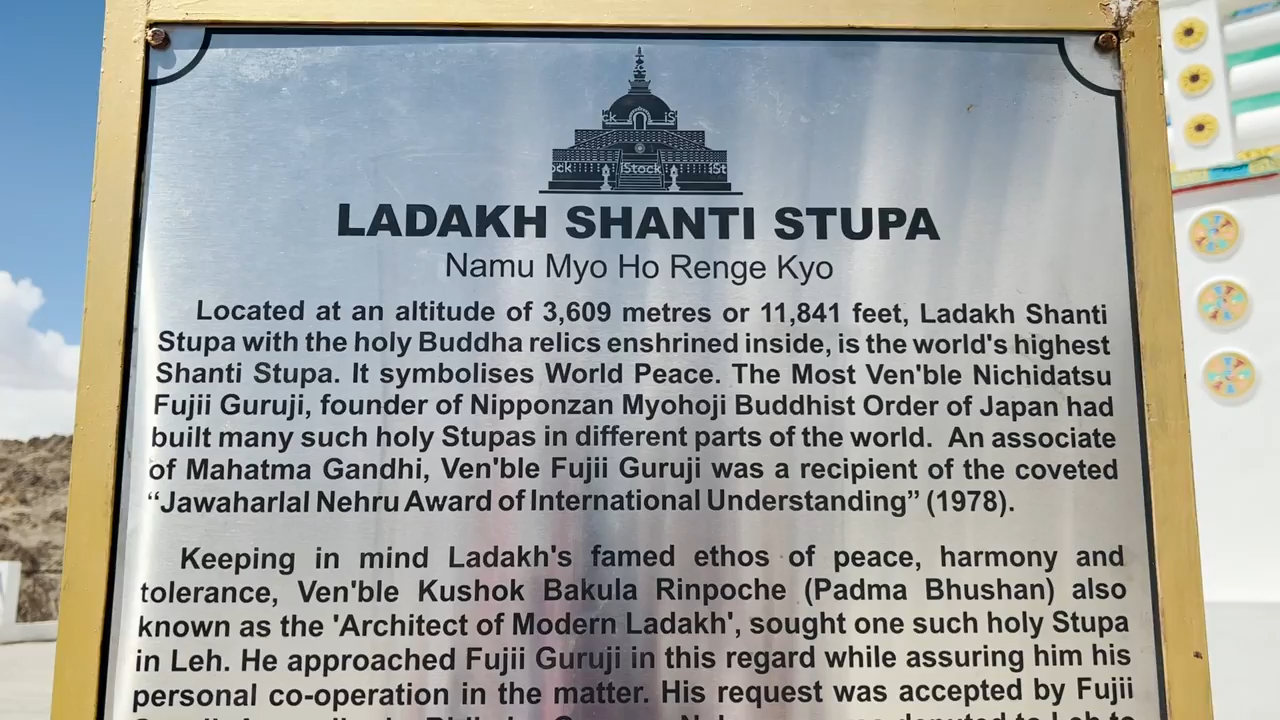 ck iS
ock iStock iSt
LADAKH SHANTI STUPA
Namu Myo Ho Renge Kyo
Located at an altitude of 3,609 metres or 11,841 feet, Ladakh Shanti
Stupa with the holy Buddha relics enshrined inside, is the world's highest
Shanti Stupa. It symbolises World Peace. The Most Ven'ble Nichidatsu
Fujii Guruji, founder of Nipponzan Myohoji Buddhist Order of Japan had
built many such holy Stupas in different parts of the world. An associate
of Mahatma Gandhi, Ven'ble Fujii Guruji was a recipient of the coveted
“Jawaharlal Nehru Award of International Understanding” (1978).
Keeping in mind Ladakh's famed ethos of peace, harmony and
tolerance, Ven'ble Kushok Bakula Rinpoche (Padma Bhushan) also
known as the 'Architect of Modern Ladakh', sought one such holy Stupa
in Leh. He approached Fujii Guruji in this regard while assuring him his
personal co-operation in the matter. His request was accepted by Fujii